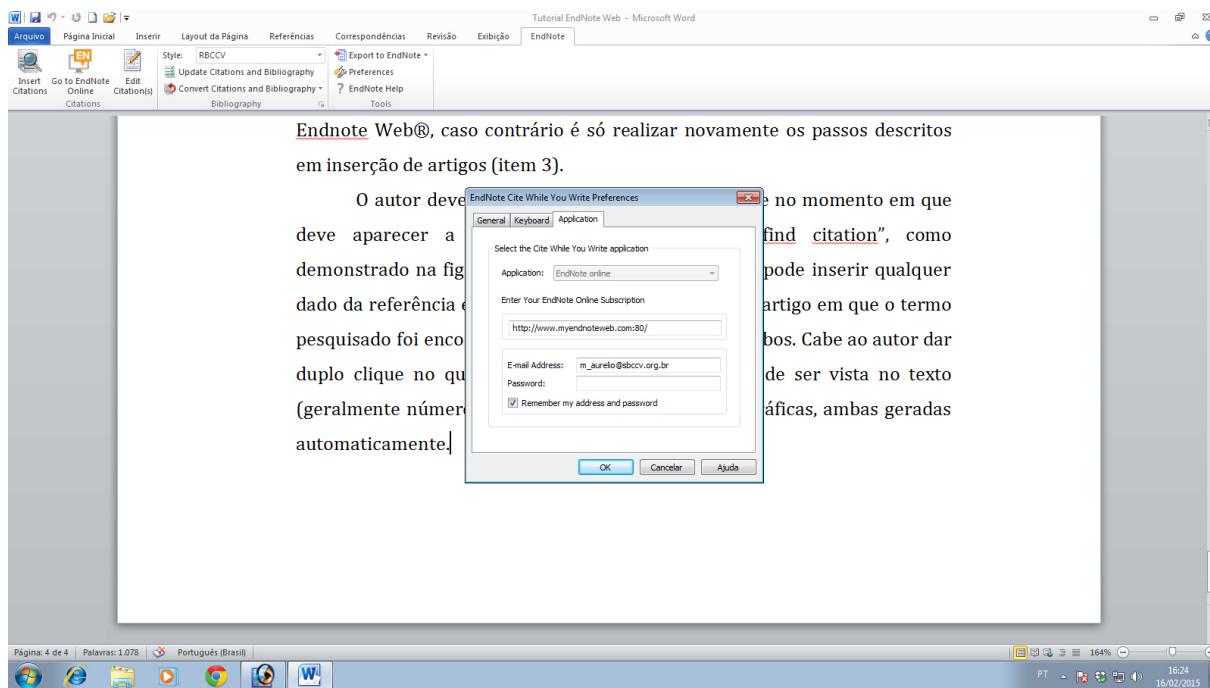 Tutorial EndNote Web - Microsoft Word
Arquivo Página Inicial Inserir Layout da Página Referências Correspondências Revisão Exibição EndNote
Insert Citations
Go to EndNote Online
Edit Citation(s)
Citations
Style: RBCCV
Update Citations and Bibliography
Convert Citations and Bibliography
Bibliography
Export to EndNote
Preferences
EndNote Help
Tools
Endnote Web®, caso contrário é só realizar novamente os passos descritos
em inserção de artigos (item 3).
O autor deve e no momento em que
deve aparecer a find citation”, como
demonstrado na fig pode inserir qualquer
dado da referência e artigo em que o termo
pesquisado foi enco bos. Cabe ao autor dar
duplo clique no qu de ser vista no texto
(geralmente número áficas, ambas geradas
automaticamente.
EndNote Cite While You Write Preferences
General Keyboard Application
Select the Cite While You Write application
Application: EndNote online
Enter Your EndNote Online Subscription
http://www.myendnoteweb.com:80/
E-mail Address: m_aurelio@sbccv.org.br
Password:
Remember my address and password
OK Cancelar Ajuda
Página: 4 de 4 Palavras: 1.078 Português (Brasil) 164%
PT 16:24
16/02/2015